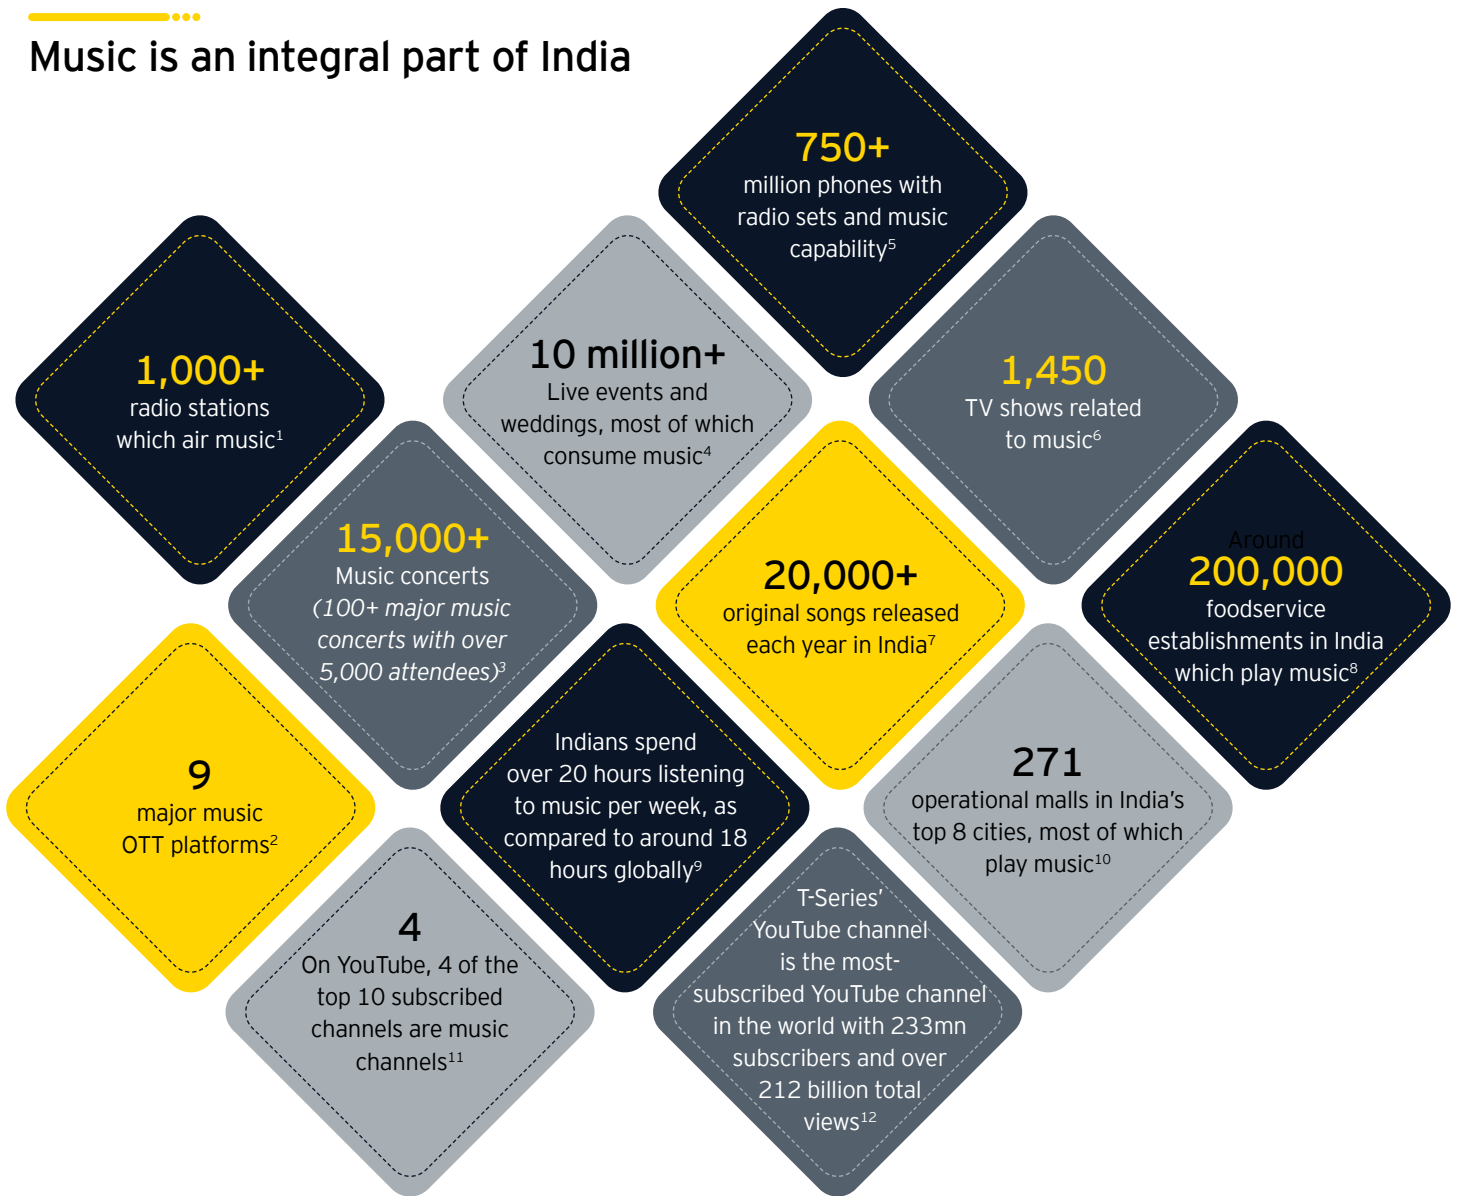 Music is an integral part of India
750+
million phones with
radio sets and music
capability5
1,000+
radio stations
which air music1
10 million+
Live events and
weddings, most of which
consume music4
1,450
TV shows related
to music6
15,000+
Music concerts
(100+ major music
concerts with over
5,000 attendees)3
20,000+
original songs released
each year in India7
Around
200,000
foodservice
establishments in India
which play music8
9
major music
OTT platforms2
Indians spend
over 20 hours listening
to music per week, as
compared to around 18
hours globally9
271
operational malls in India’s
top 8 cities, most of which
play music10
4
On YouTube, 4 of the
top 10 subscribed
channels are music
channels11
T-Series’
YouTube channel
is the most-
subscribed YouTube channel
in the world with 233mn
subscribers and over
212 billion total
views12